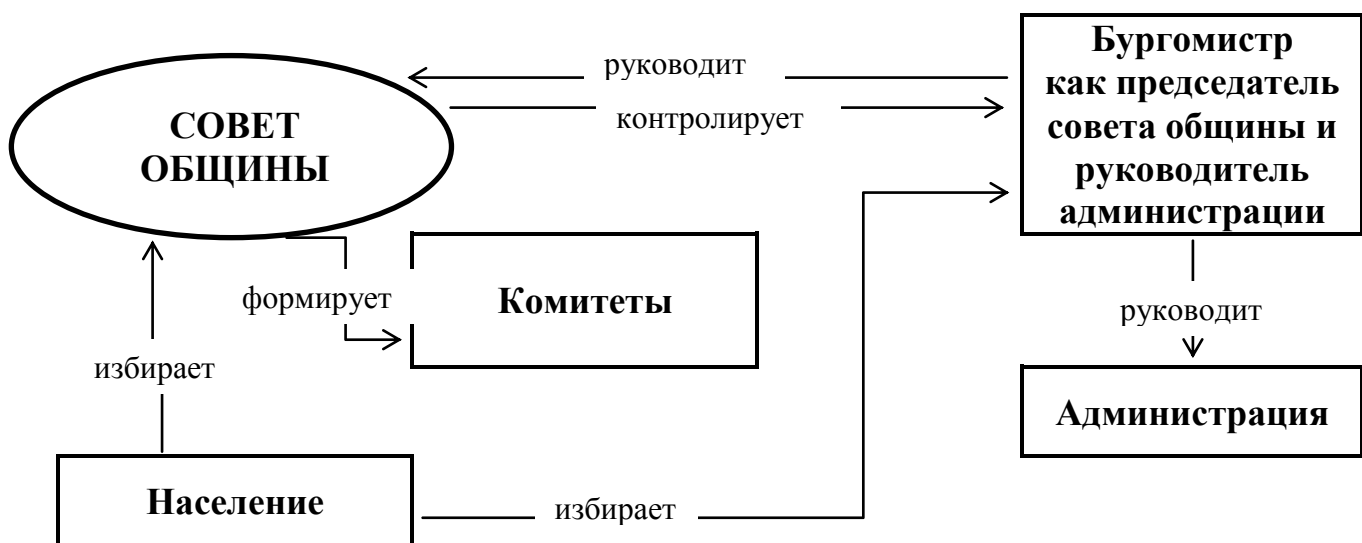 Бургомистр
как председатель
совета общины и
руководитель
администрации
руководит
контролирует
СОВЕТ
ОБЩИНЫ
формирует
Комитеты
руководит
избирает
Администрация
Население
избирает